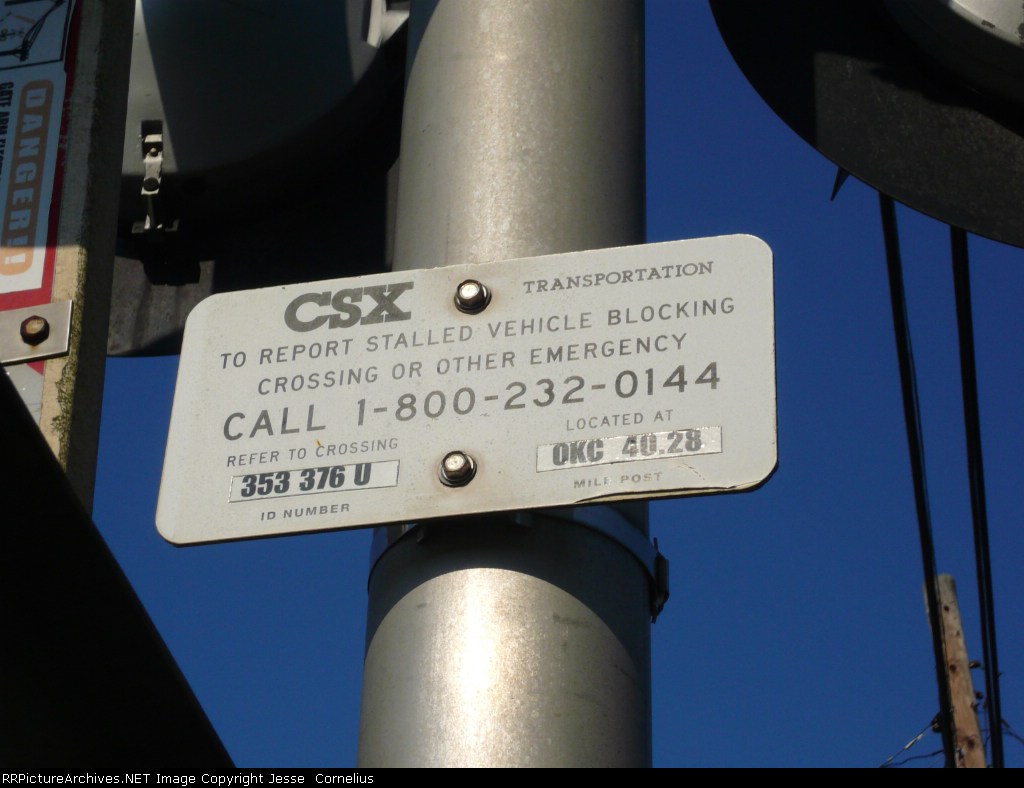 DANGER!
CSX TRANSPORTATION
TO REPORT STALLED VEHICLE BLOCKING
CROSSING OR OTHER EMERGENCY
CALL 1-800-232-0144
REFER TO CROSSING
353 376 U
ID NUMBER
LOCATED AT
OKC 40.28
MILE POST
RRPictureArchives.NET Image Copyright Jesse Cornelius